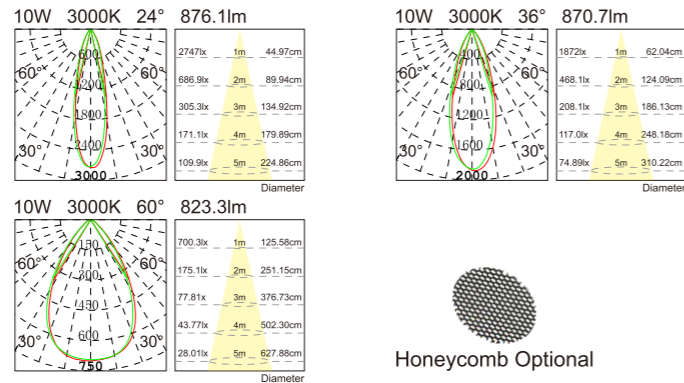 10W 3000K 24° 876.1lm
60° 60°
30° 30°
600
1200
1800
2400
3000
2747lx 1m 44.97cm
686.9lx 2m 89.94cm
305.3lx 3m 134.92cm
171.1lx 4m 179.89cm
109.9lx 5m 224.86cm
Diameter
10W 3000K 36° 870.7lm
60° 60°
30° 30°
400
800
1200
1600
2000
1872lx 1m 62.04cm
468.1lx 2m 124.09cm
208.1lx 3m 186.13cm
117.0lx 4m 248.18cm
74.89lx 5m 310.22cm
Diameter
10W 3000K 60° 823.3lm
60° 60°
30° 30°
150
300
450
600
750
700.3lx 1m 125.58cm
175.1lx 2m 251.15cm
77.81x 3m 376.73cm
43.77lx 4m 502.30cm
28.01lx 5m 627.88cm
Diameter
Honeycomb Optional